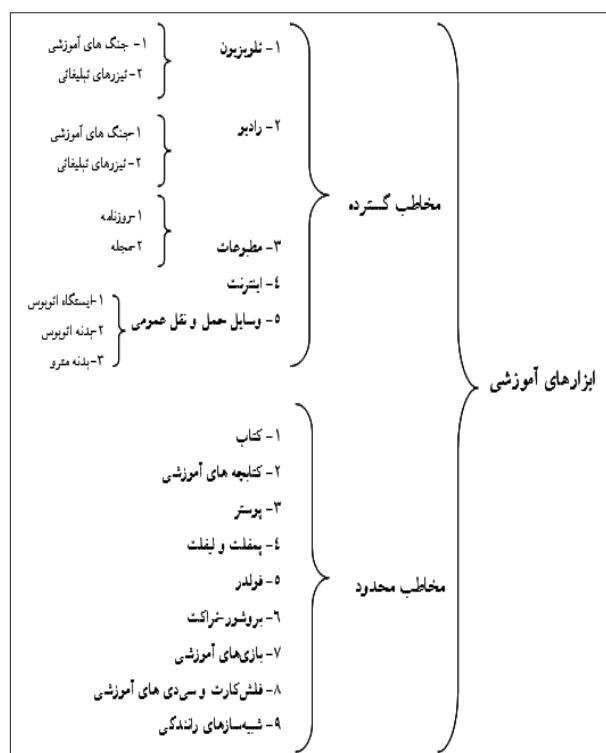 ابزارهای آموزشی
مخاطب گسترده
۱- تلویزیون
۱- جنگ های آموزشی
۲- تیزرهای تبلیغاتی
۲- رادیو
۱-جنگ های آموزشی
۲- تیزرهای تبلیغاتی
۳- مطبوعات
۱-روزنامه
۲-مجله
٤- اینترنت
۵- وسایل حمل و نقل عمومی
۱-ایستگاه اتوبوس
۲-بدنه اتوبوس
۳-بدنه مترو
مخاطب محدود
۱- کتاب
۲- کتابچه های آموزشی
۳- پوستر
٤- پمفلت و لیفلت
۵- فولدر
٦- بروشور-تراکت
۷- بازی‌های آموزشی
۸- فلش‌کارت و سی‌دی های آموزشی
۹- شبیه‌سازهای رانندگی